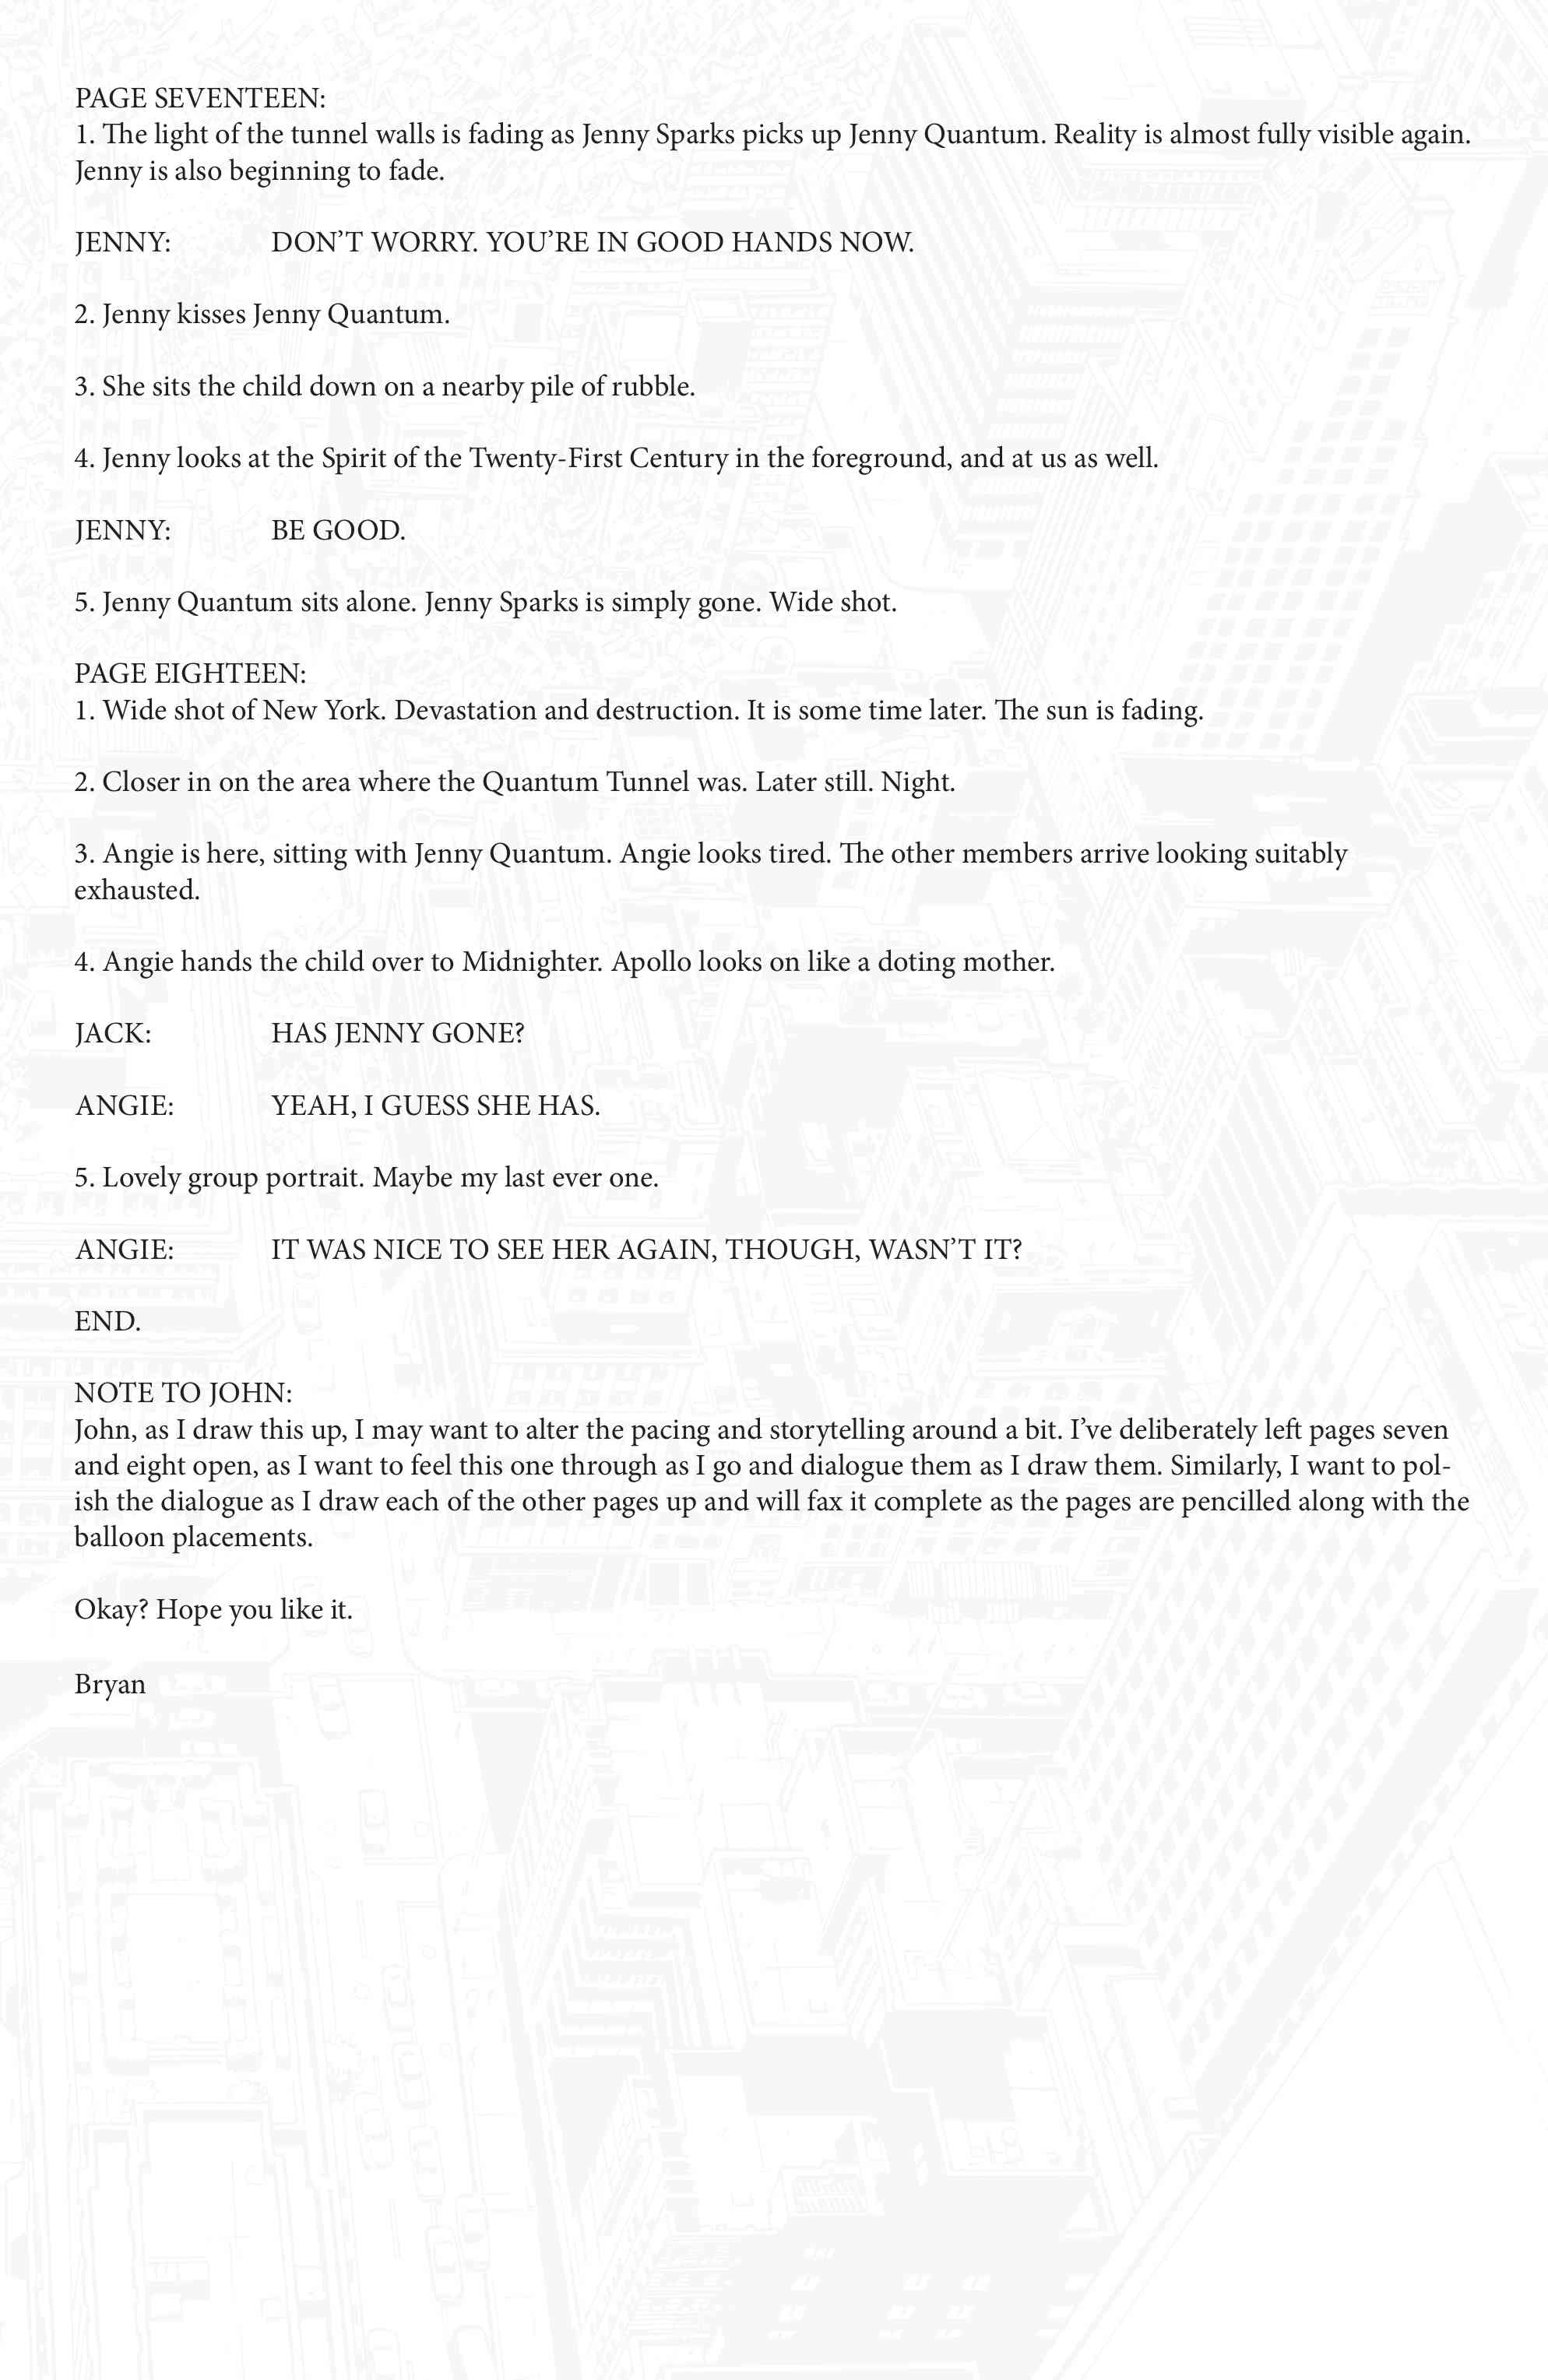 PAGE SEVENTEEN:
1. The light of the tunnel walls is fading as Jenny Sparks picks up Jenny Quantum. Reality is almost fully visible again.
Jenny is also beginning to fade.
JENNY: DON’T WORRY. YOU’RE IN GOOD HANDS NOW.
2. Jenny kisses Jenny Quantum.
3. She sits the child down on a nearby pile of rubble.
4. Jenny looks at the Spirit of the Twenty-First Century in the foreground, and at us as well.
JENNY: BE GOOD.
5. Jenny Quantum sits alone. Jenny Sparks is simply gone. Wide shot.
PAGE EIGHTEEN:
1. Wide shot of New York. Devastation and destruction. It is some time later. The sun is fading.
2. Closer in on the area where the Quantum Tunnel was. Later still. Night.
3. Angie is here, sitting with Jenny Quantum. Angie looks tired. The other members arrive looking suitably
exhausted.
4. Angie hands the child over to Midnighter. Apollo looks on like a doting mother.
JACK: HAS JENNY GONE?
ANGIE: YEAH, I GUESS SHE HAS.
5. Lovely group portrait. Maybe my last ever one.
ANGIE: IT WAS NICE TO SEE HER AGAIN, THOUGH, WASN’T IT?
END.
NOTE TO JOHN:
John, as I draw this up, I may want to alter the pacing and storytelling around a bit. I’ve deliberately left pages seven
and eight open, as I want to feel this one through as I go and dialogue them as I draw them. Similarly, I want to pol-
ish the dialogue as I draw each of the other pages up and will fax it complete as the pages are pencilled along with the
balloon placements.
Okay? Hope you like it.
Bryan